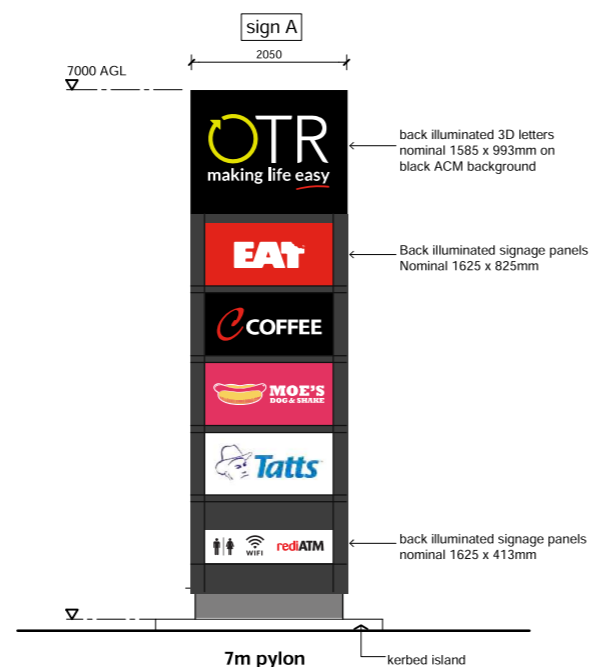 sign A
2050
7000 AGL
OTR
making life easy
back illuminated 3D letters
nominal 1585 x 993mm on
black ACM background
EAT
Back illuminated signage panels
Nominal 1625 x 825mm
C COFFEE
MOE'S
DOG & SHAKE
Tatts
WIFI
rediATM
back illuminated signage panels
nominal 1625 x 413mm
7m pylon
kerbed island